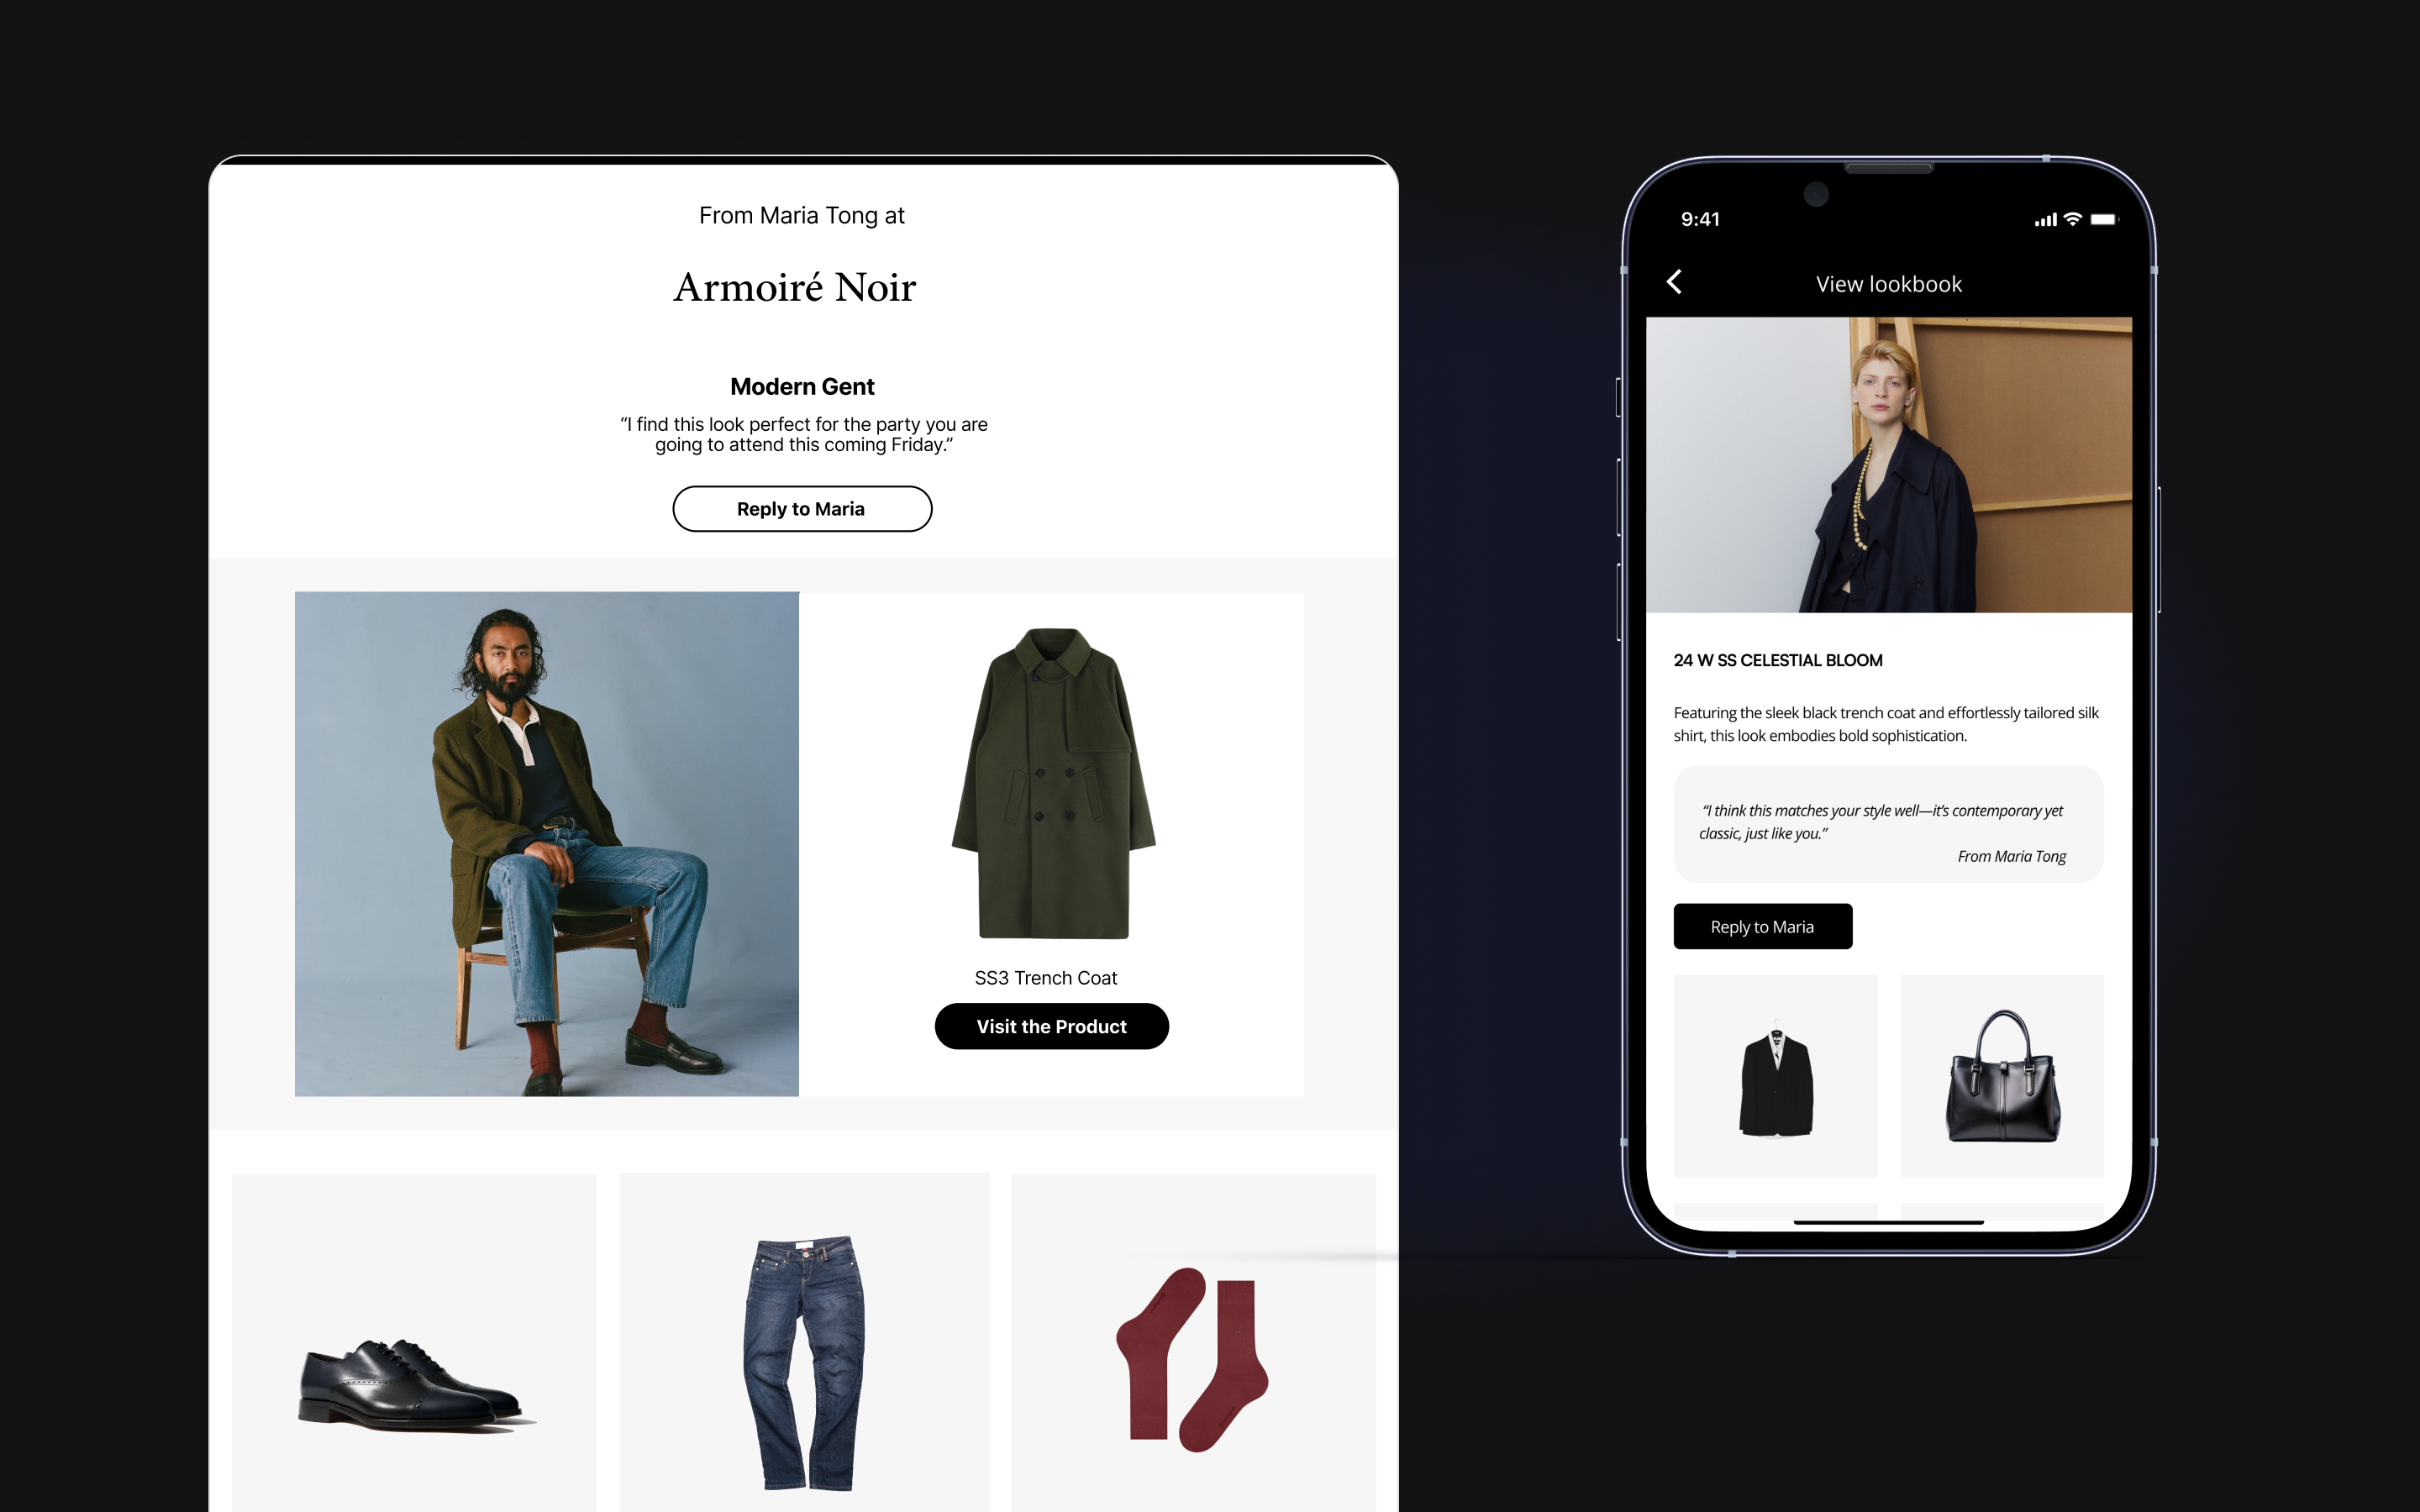 From Maria Tong at
Armoiré Noir
Modern Gent
“I find this look perfect for the party you are
going to attend this coming Friday.”
Reply to Maria
SS3 Trench Coat
Visit the Product
9:41
View lookbook
24 W SS CELESTIAL BLOOM
Featuring the sleek black trench coat and effortlessly tailored silk
shirt, this look embodies bold sophistication.
“I think this matches your style well—it’s contemporary yet
classic, just like you.”
From Maria Tong
Reply to Maria